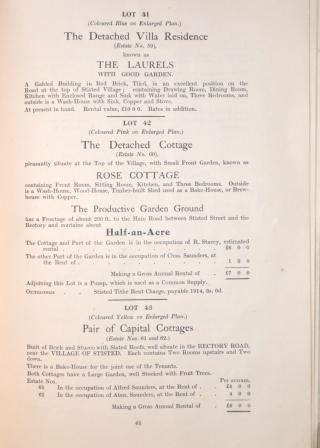 LOT 41
(Coloured Blue on Enlarged Plan.)
The Detached Villa Residence
(Estate No. 59),
known as
THE LAURELS
WITH GOOD GARDEN.
A Gabled Building in Red Brick, Tiled, in an excellent position on the
Road at the top of Stisted Village; containing Drawing Room, Dining Room,
Kitchen with Enclosed Range and Sink with Water laid on, Three Bedrooms, and
outside is a Wash-House with Sink, Copper and Stove.
At present in hand. Rental value, £10 0 0. Rates in addition.
LOT 42
(Coloured Pink on Enlarged Plan.)
The Detached Cottage
(Estate No. 60),
pleasantly situate at the Top of the Village, with Small Front Garden, known as
ROSE COTTAGE
containing Front Room, Sitting Room, Kitchen, and Three Bedrooms. Outside
is a Wash-House, Wood-House, Timber-built Shed used as a Bake-House, or Brew-
house with Copper.
The Productive Garden Ground
has a Frontage of about 200 ft. to the Main Road between Stisted Street and the
Rectory and contains about
Half-an-Acre
The Cottage and Part of the Garden is in the occupation of R. Starey, estimated
rental . . . . £6 0 0
The other Part of the Garden is in the occupation of Chas. Saunders, at
the Rent of . . . . 1 0 0
Making a Gross Annual Rental of . £7 0 0
Adjoining this Lot is a Pump, which is used as a Common Supply.
Outgoings . Stisted Tithe Rent Charge, payable 1914, 3s. 0d.
LOT 43
(Coloured Yellow on Enlarged Plan.)
Pair of Capital Cottages
(Estate Nos. 61 and 62.)
Built of Brick and Stucco with Slated Roofs, well situate in the RECTORY ROAD,
near the VILLAGE OF STISTED. Each contains Two Rooms upstairs and Two
down.
There is a Bake-House for the joint use of the Tenants.
Both Cottages have a Large Garden, well Stocked with Fruit Trees.
Estate Nos. Per annum.
61 In the occupation of Alfred Saunders, at the Rent of . . £4 0 0
62 In the occupation of Abm. Saunders, at the Rent of . . 4 0 0
Making a Gross Annual Rental of . £8 0 0